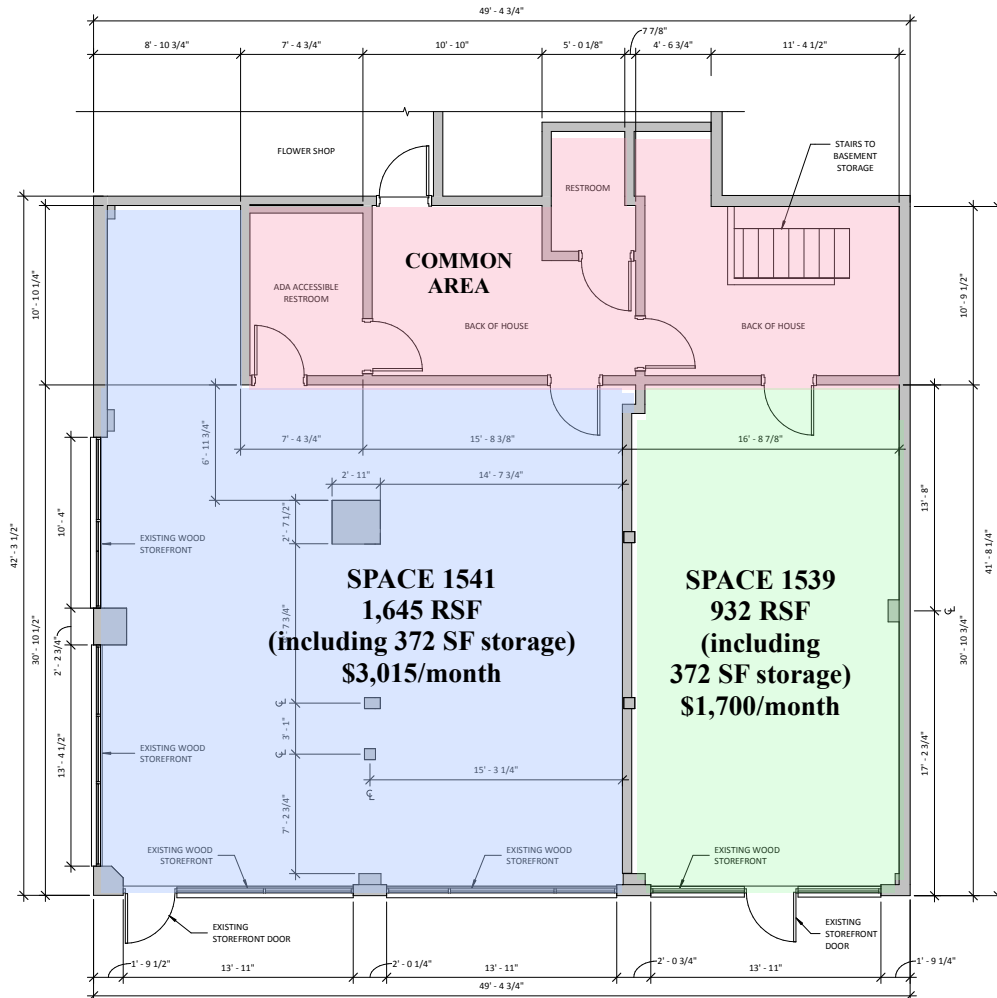 49' - 4 3/4"
7 7/8"
8' - 10 3/4"
7' - 4 3/4"
10' - 10"
5' - 0 1/8"
4' - 6 3/4"
11' - 4 1/2"
FLOWER SHOP
STAIRS TO
BASEMENT
STORAGE
RESTROOM
COMMON
AREA
ADA ACCESSIBLE
RESTROOM
BACK OF HOUSE
BACK OF HOUSE
10' - 10 1/4"
10' - 9 1/2"
6' - 11 3/4"
7' - 4 3/4"
15' - 8 3/8"
16' - 8 7/8"
2' - 11"
14' - 7 3/4"
2' - 7 1/2"
13' - 8"
10' - 4"
42' - 3 1/2"
41' - 8 1/4"
EXISTING WOOD
STOREFRONT
SPACE 1541
1,645 RSF
(including 372 SF storage)
$3,015/month
SPACE 1539
932 RSF
(including
372 SF storage)
$1,700/month
30' - 10 1/2"
2' - 2 3/4"
30' - 10 3/4"
3' - 1"
13' - 4 1/2"
EXISTING WOOD
STOREFRONT
15' - 3 1/4"
17' - 2 3/4"
7' - 2 3/4"
EXISTING WOOD
STOREFRONT
EXISTING WOOD
STOREFRONT
EXISTING WOOD
STOREFRONT
EXISTING
STOREFRONT DOOR
EXISTING
STOREFRONT
DOOR
1' - 9 1/2"
13' - 11"
2' - 0 1/4"
13' - 11"
2' - 0 3/4"
13' - 11"
1' - 9 1/4"
49' - 4 3/4"